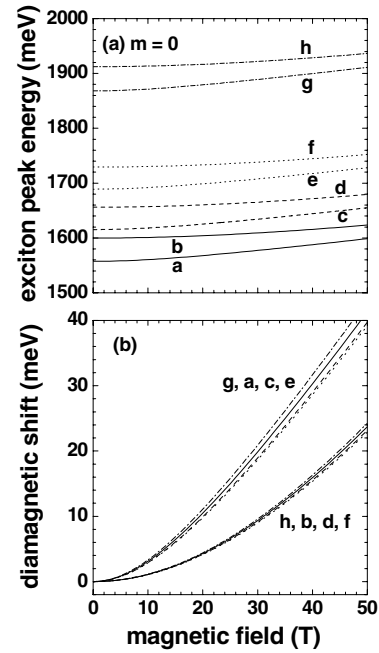 exciton peak energy (meV)
2000
1900
1800
1700
1600
1500
(a) m = 0
h
g
f
e
d
c
b
a
diamagnetic shift (meV)
40
30
20
10
0
(b)
g, a, c, e
h, b, d, f
0 10 20 30 40 50
magnetic field (T)